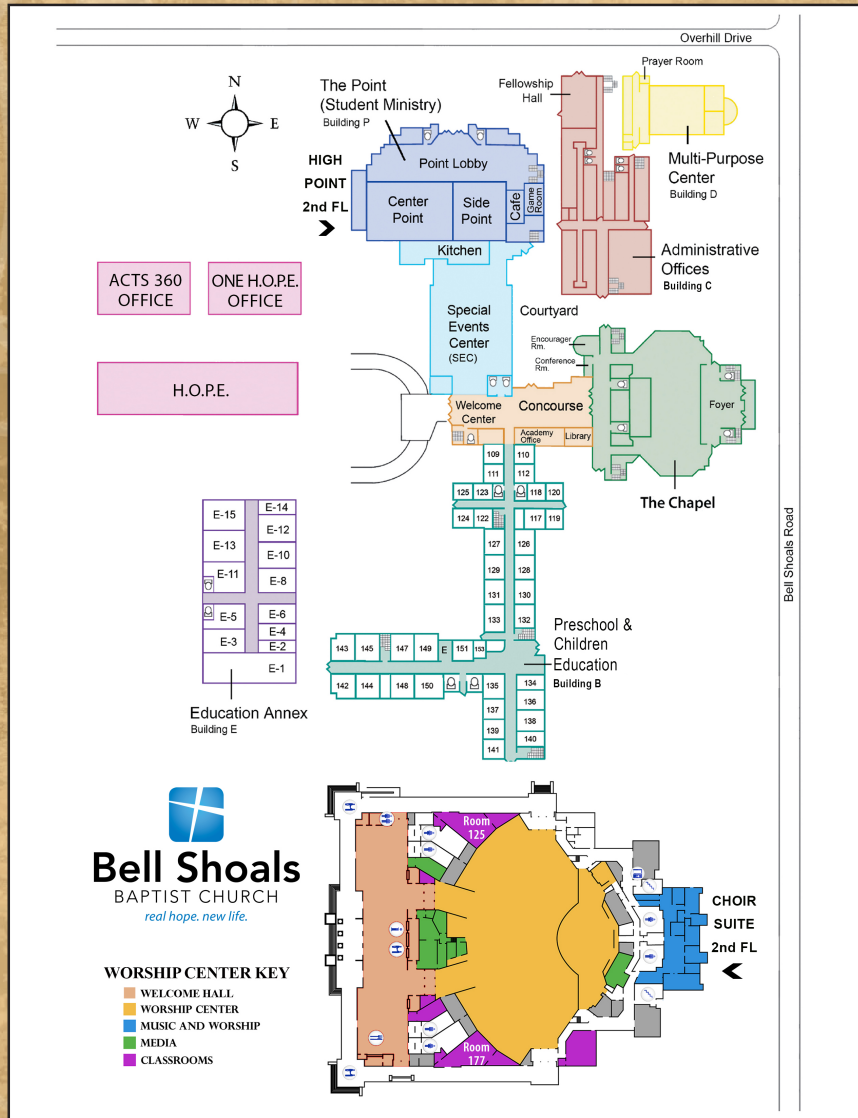 Overhill Drive
N
W
E
S
The Point
(Student Ministry)
Building P
HIGH
POINT
2nd FL
Point Lobby
Center
Point
Side
Point
Cafe
Game
Room
Kitchen
Fellowship
Hall
Prayer Room
Multi-Purpose
Center
Building D
Administrative
Offices
Building C
ACTS 360
OFFICE
ONE H.O.P.E.
OFFICE
H.O.P.E.
Special
Events
Center
(SEC)
Courtyard
Encourager
Rm.
Conference
Rm.
Welcome
Center
Concourse
Academy
Office
Library
Foyer
The Chapel
Bell Shoals Road
109
110
111
112
125
123
118
120
124
122
117
119
127
126
129
128
131
130
133
132
143
145
147
149
E
151
153
142
144
148
150
135
134
137
136
139
138
141
140
Preschool &
Children
Education
Building B
E-15
E-14
E-12
E-13
E-10
E-11
E-8
E-5
E-6
E-4
E-3
E-2
E-1
Education Annex
Building E
Bell Shoals
BAPTIST CHURCH
real hope. new life.
WORSHIP CENTER KEY
WELCOME HALL
WORSHIP CENTER
MUSIC AND WORSHIP
MEDIA
CLASSROOMS
Room
125
Room
177
CHOIR
SUITE
2nd FL